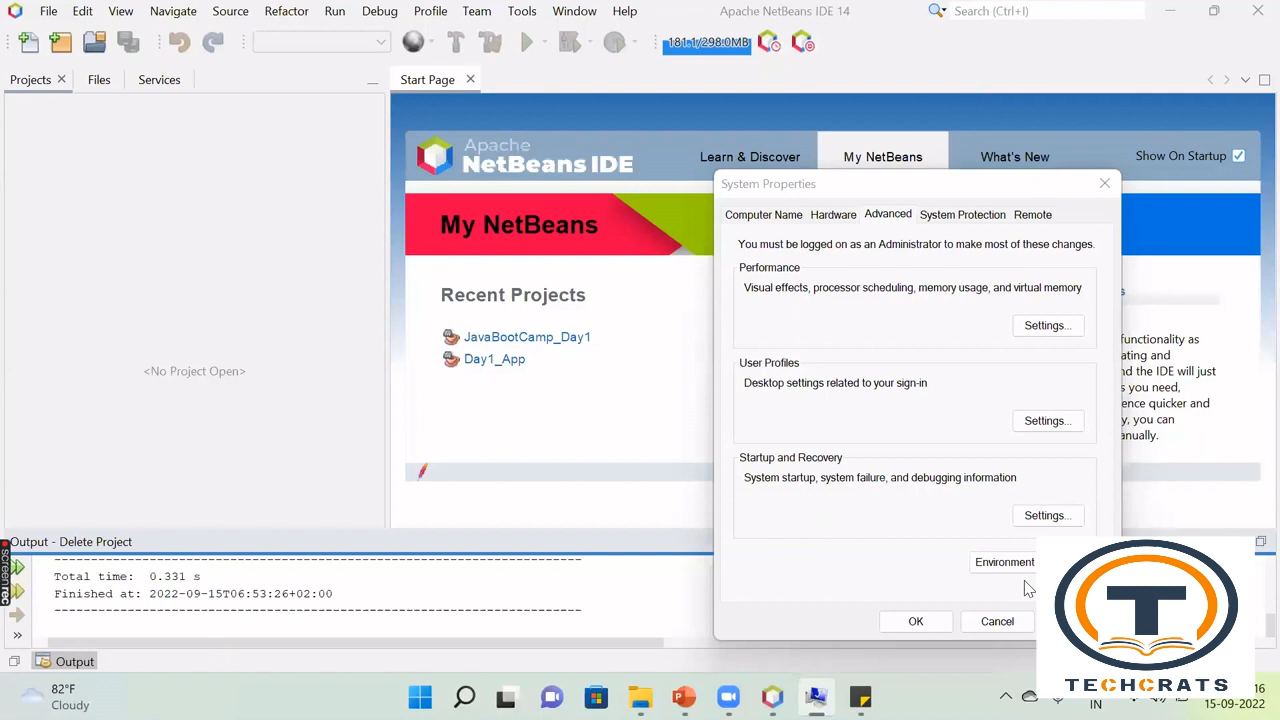 File Edit View Navigate Source Refactor Run Debug Profile Team Tools Window Help Apache NetBeans IDE 14 Search (Ctrl+I)
181.1/298.0MB
Projects Files Services Start Page
Apache
NetBeans IDE Learn & Discover My NetBeans What's New Show On Startup
My NetBeans
Recent Projects
JavaBootCamp_Day1
Day1_App
<No Project Open>
System Properties
Computer Name Hardware Advanced System Protection Remote
You must be logged on as an Administrator to make most of these changes.
Performance
Visual effects, processor scheduling, memory usage, and virtual memory
Settings...
User Profiles
Desktop settings related to your sign-in
Settings...
Startup and Recovery
System startup, system failure, and debugging information
Settings...
Environment
OK Cancel
functionality as
ating and
nd the IDE will just
s you need,
ence quicker and
y, you can
anually.
Output - Delete Project
Total time: 0.331 s
Finished at: 2022-09-15T06:53:26+02:00
Output
screenrec
T
TECHCRATS
82°F
Cloudy
IN
16
15-09-2022